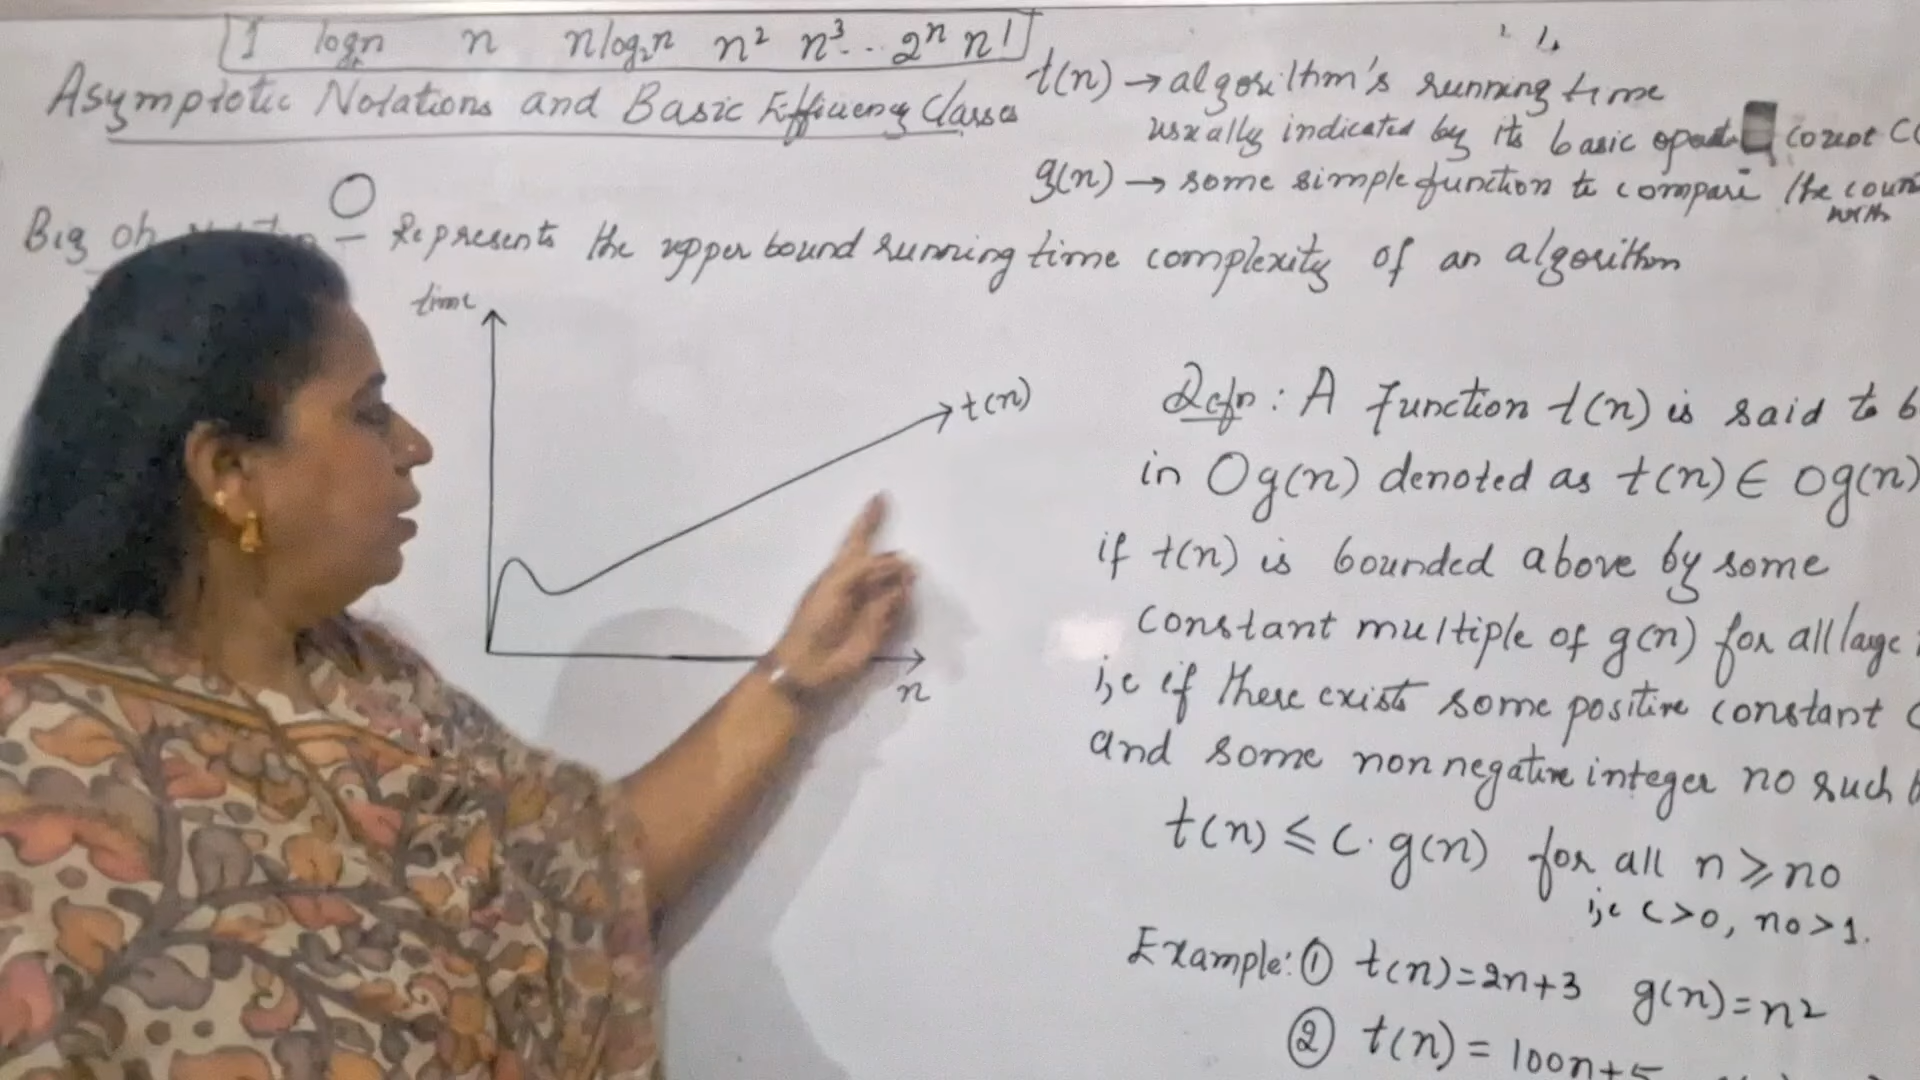 1 logn n nlog₂n n² n³.. 2ⁿ n!
Asymptotic Notations and Basic Efficiency Classes
t(n) → algorithm's running time
usually indicated by its basic count
g(n) → some simple function to compare the
with
Big oh O – Represents the upper bound running time complexity of an algorithm
time
t(n)
n
Defn: A function t(n) is said to
in Og(n) denoted as t(n) ∈ Og(n)
if t(n) is bounded above by some
constant multiple of g(n) for all large
i,e if there exists some positive constant
and some nonnegative integer no such
t(n) ≤ C. g(n) for all n ≥ no
i,e c>0, no>1.
Example: ① t(n)=2n+3 g(n)=n²
② t(n) = 100n+5